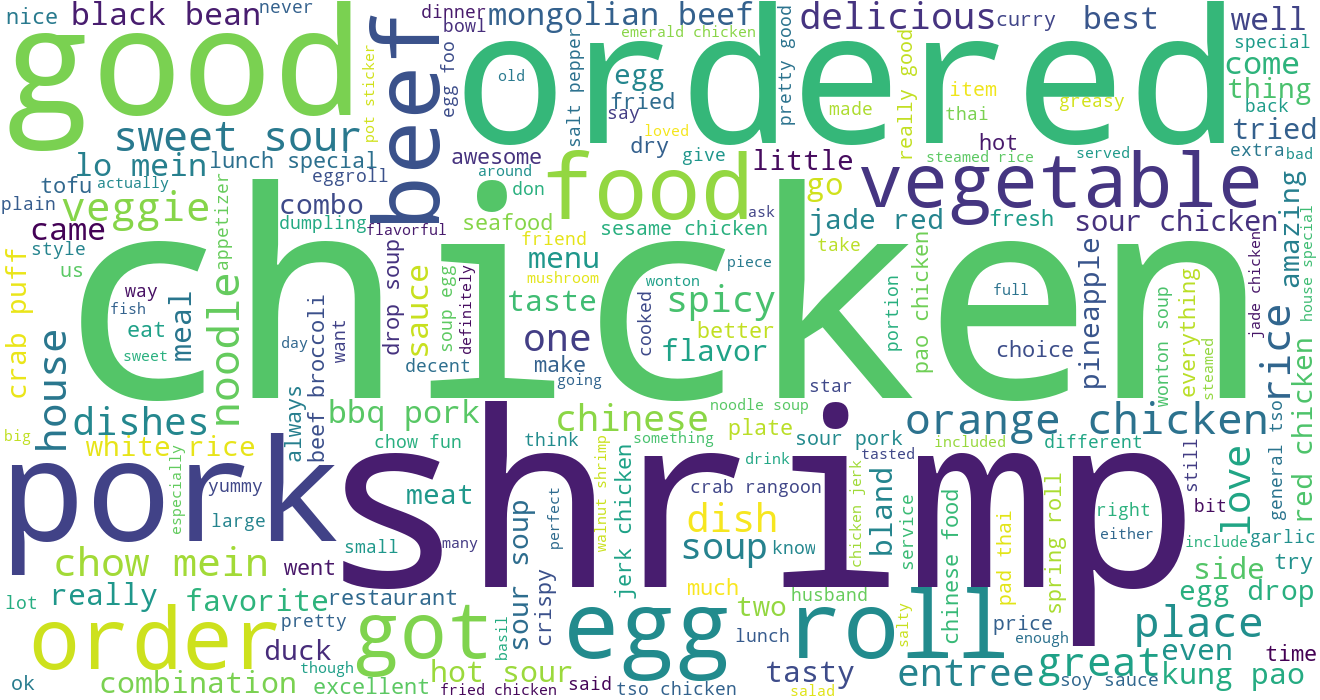 nice
black bean
never
good
beef
dinner
bowl
mongolian beef
delicious
curry
best
well
emerald chicken
special
come
ordered
pretty good
really good
thing
old
egg
egg foo
fried
salt pepper
say
made
item
greasy
thai
back
pot sticker
loved
tried
sweet sour
dry
give
hot
extra
bad
lo mein
lunch special
awesome
little
steamed rice
served
tofu
actually
eggroll
around
don
food
go
vegetable
amazing
plain
veggie
appetizer
combo
dumpling
flavorful
seafood
ask
sesame chicken
jade red
fresh
sour chicken
house special
came
style
us
friend
menu
take
way
fish
noodle
drop soup
sauce
soup egg
definitely
mushroom
piece
wonton
cooked
full
jade chicken
crab puff
chicken
meal
eat
sweet
taste
spicy
better
portion
pao chicken
pineapple
wonton soup
everything
steamed
rice
house
day
beef broccoli
want
one
flavor
choice
decent
make
going
star
dishes
always
bbq pork
chinese
noodle soup
plate
orange chicken
general tso
red chicken
big
white rice
chow fun
think
something
sour pork
tasted
included
different
still
love
especially
yummy
pork
shrimp
meat
walnut shrimp
jerk chicken
drink
crab rangoon
chicken jerk
bland
dish
right
bit
large
small
many
sour soup
perfect
soup
know
service
chinese food
pad thai
spring roll
either
include
garlic
chow mein
went
crispy
much
side
try
lot
really
favorite
restaurant
husband
egg drop
order
pretty
got
basil
egg roll
two
lunch
salty
price
enough
place
duck
though
even
time
ok
combination
excellent
hot sour
fried chicken
said
tso chicken
tasty
salad
entree
great
soy sauce
kung pao